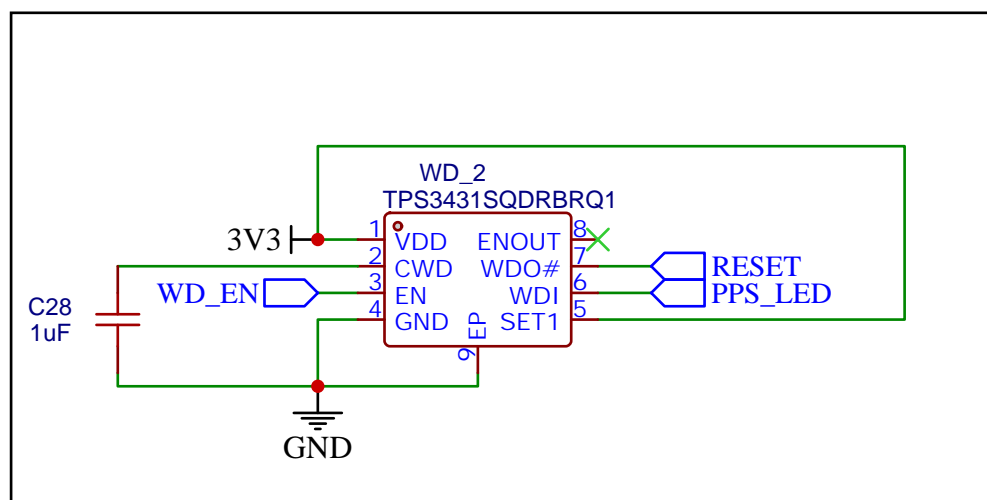 WD_2
TPS3431SQDRBRQ1
3V3
1
VDD
ENOUT
8
2
CWD
WDO#
7
RESET
WD_EN
3
EN
WDI
6
PPS_LED
4
GND
SET1
5
EP
9
C28
1uF
GND